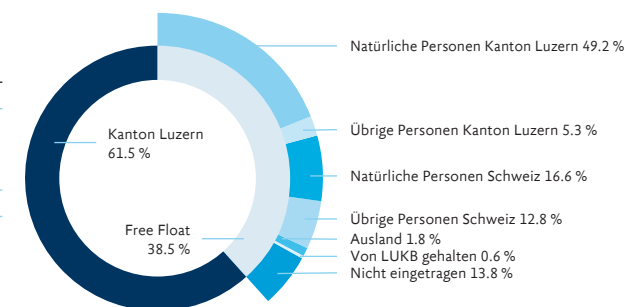 Natürliche Personen Kanton Luzern 49.2 %
Übrige Personen Kanton Luzern 5.3 %
Kanton Luzern
61.5 %
Natürliche Personen Schweiz 16.6 %
Übrige Personen Schweiz 12.8 %
Free Float
38.5 %
Ausland 1.8 %
Von LUKB gehalten 0.6 %
Nicht eingetragen 13.8 %